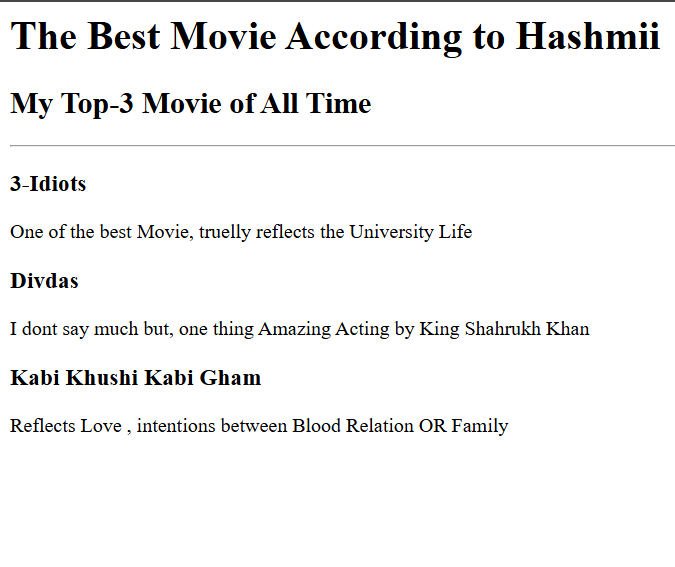 The Best Movie According to Hashmii
My Top-3 Movie of All Time
3-Idiots
One of the best Movie, truelly reflects the University Life
Divdas
I dont say much but, one thing Amazing Acting by King Shahrukh Khan
Kabi Khushi Kabi Gham
Reflects Love , intentions between Blood Relation OR Family